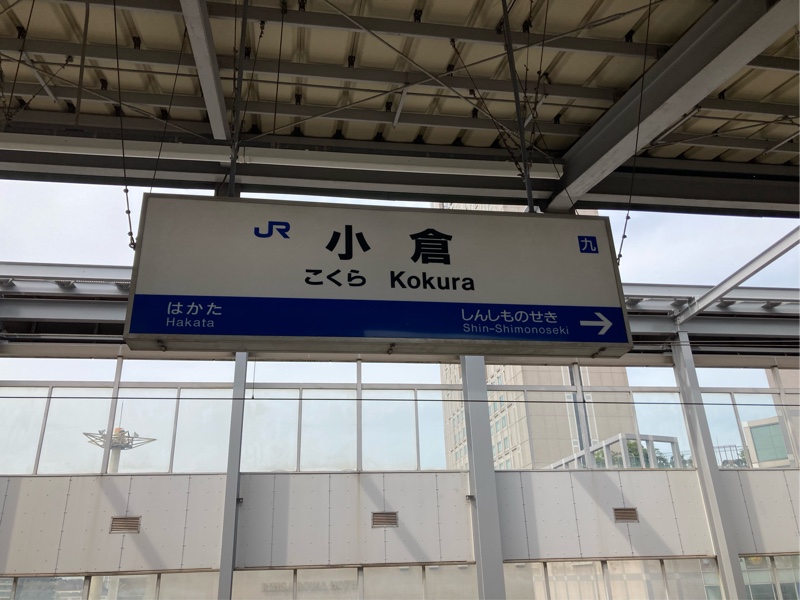 JR 小倉 九
こくら Kokura
はかた
Hakata
しんしものせき
Shin-Shimonoseki